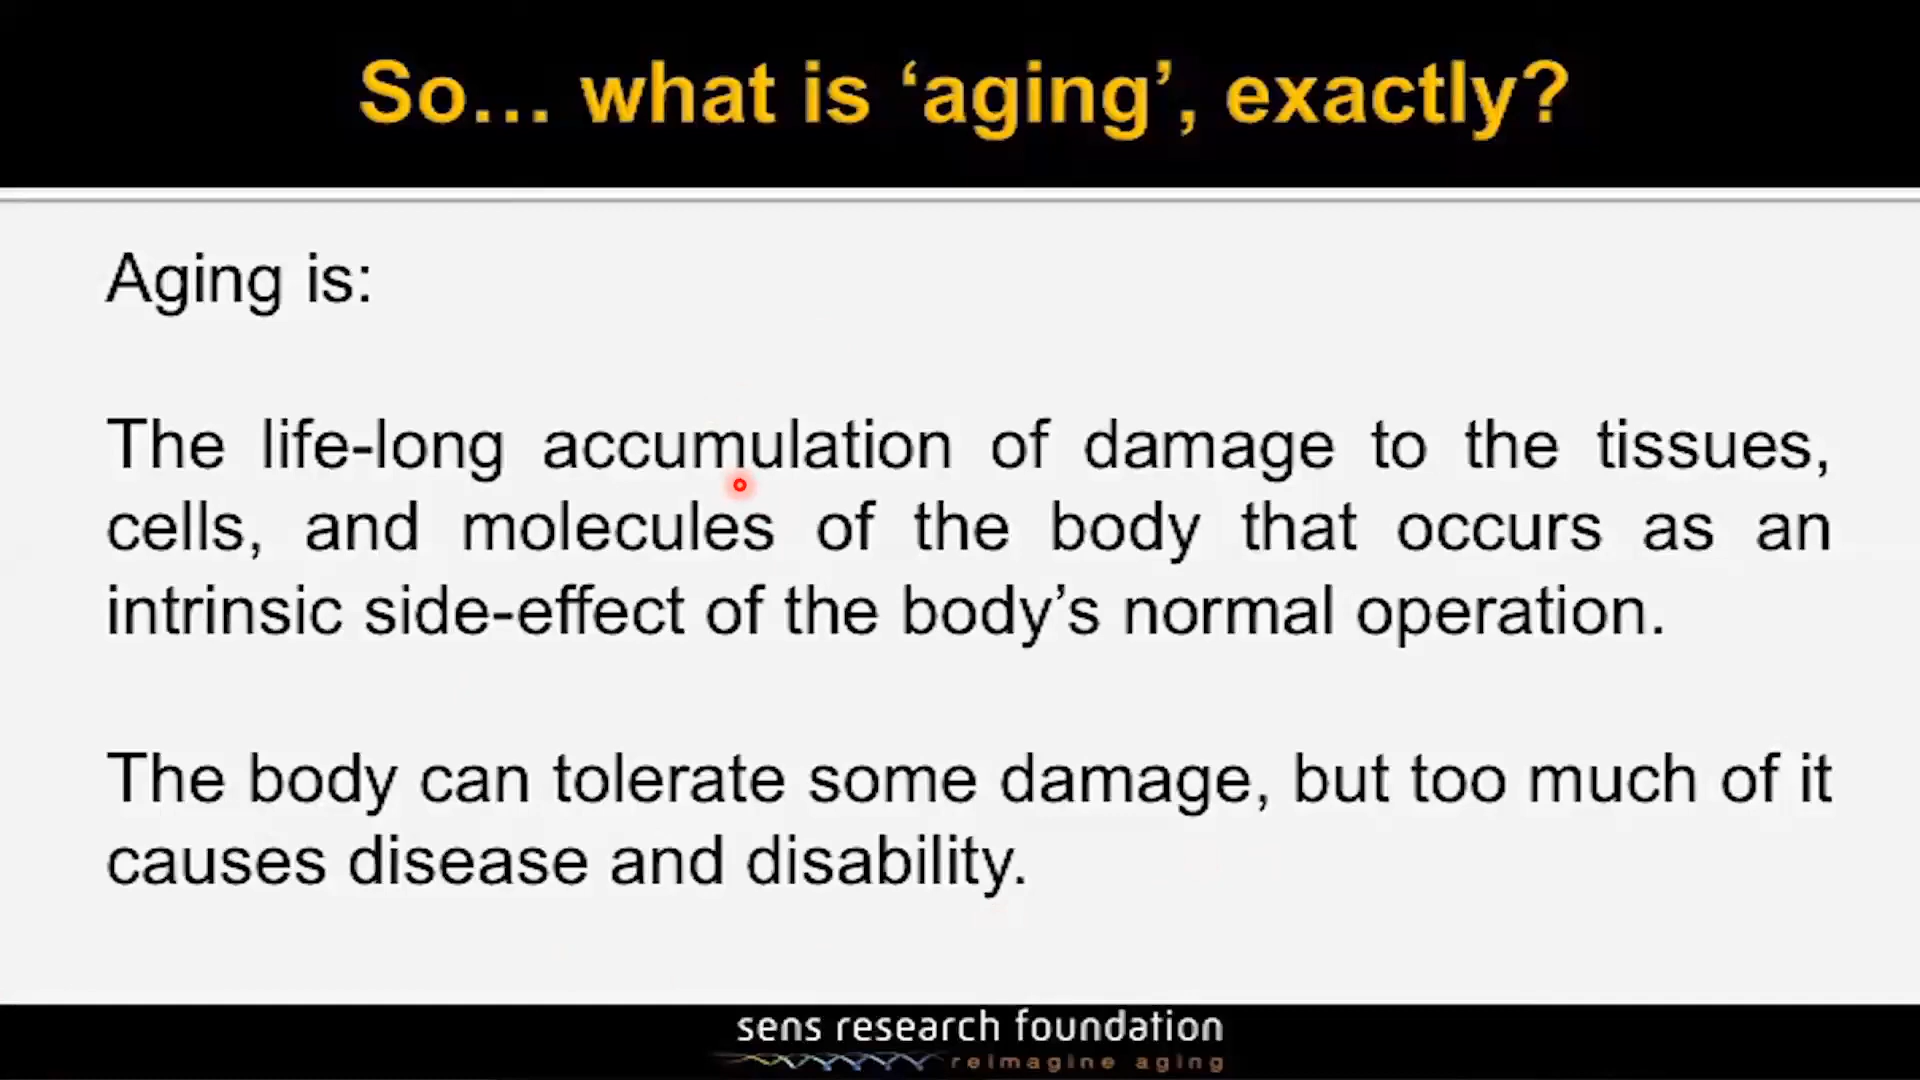 So... what is ‘aging’, exactly?
Aging is:
The life-long accumulation of damage to the tissues,
cells, and molecules of the body that occurs as an
intrinsic side-effect of the body’s normal operation.
The body can tolerate some damage, but too much of it
causes disease and disability.
sens research foundation
reimagine aging